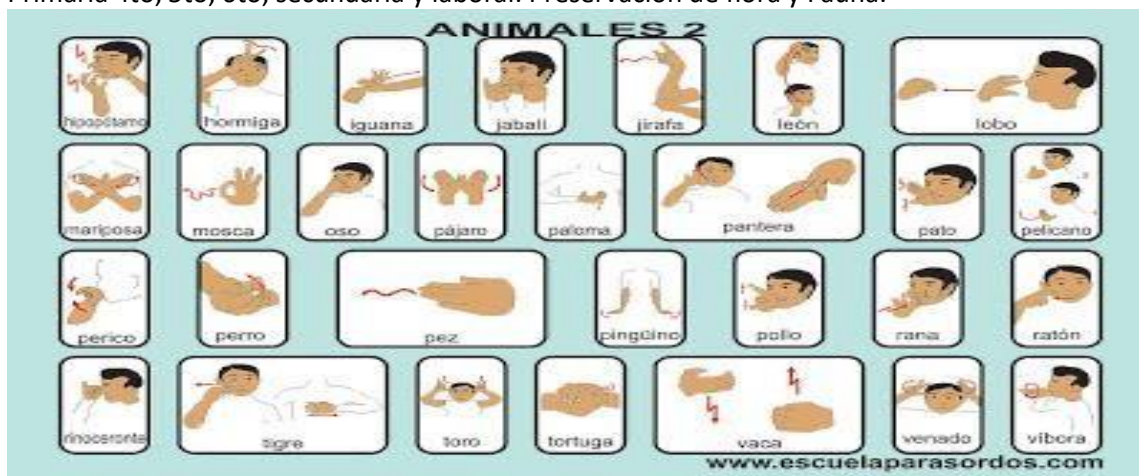 Primaria 4to, 5to, 6to, secundaria y laboral: Preservación de flora y Fauna.
ANIMALES 2
hipopótamo hormiga iguana jabalí jirafa león lobo
mariposa mosca oso pájaro paloma pantera pato pelicano
perico perro pez pingüino pollo rana ratón
rinoceronte tigre toro tortuga vaca venado víbora
www.escuelaparasordos.com